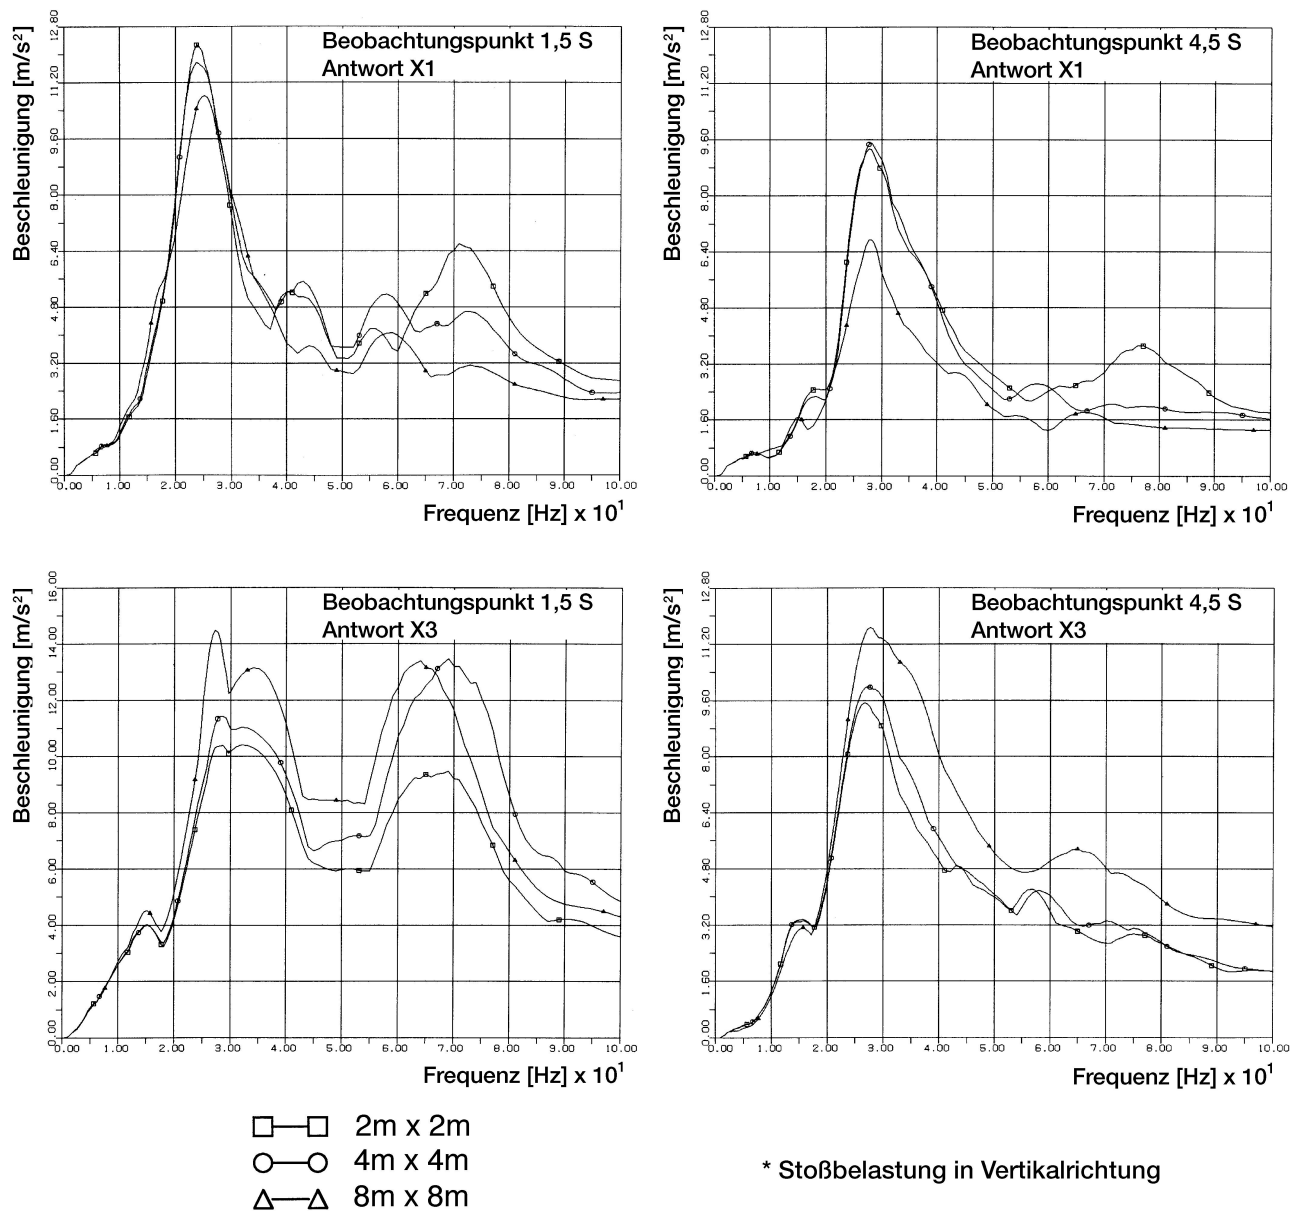 Beschleunigung [m/s²]
12.80
11.20
9.60
8.00
6.40
4.80
3.20
1.60
0.00
Beobachtungspunkt 1,5 S
Antwort X1
0.00 1.00 2.00 3.00 4.00 5.00 6.00 7.00 8.00 9.00 10.00
Frequenz [Hz] x 10¹
Beschleunigung [m/s²]
12.80
11.20
9.60
8.00
6.40
4.80
3.20
1.60
0.00
Beobachtungspunkt 4,5 S
Antwort X1
0.00 1.00 2.00 3.00 4.00 5.00 6.00 7.00 8.00 9.00 10.00
Frequenz [Hz] x 10¹
Beschleunigung [m/s²]
16.00
14.00
12.00
10.00
8.00
6.00
4.00
2.00
0.00
Beobachtungspunkt 1,5 S
Antwort X3
0.00 1.00 2.00 3.00 4.00 5.00 6.00 7.00 8.00 9.00 10.00
Frequenz [Hz] x 10¹
Beschleunigung [m/s²]
12.80
11.20
9.60
8.00
6.40
4.80
3.20
1.60
0.00
Beobachtungspunkt 4,5 S
Antwort X3
0.00 1.00 2.00 3.00 4.00 5.00 6.00 7.00 8.00 9.00 10.00
Frequenz [Hz] x 10¹
2m x 2m
4m x 4m
8m x 8m
* Stoßbelastung in Vertikalrichtung